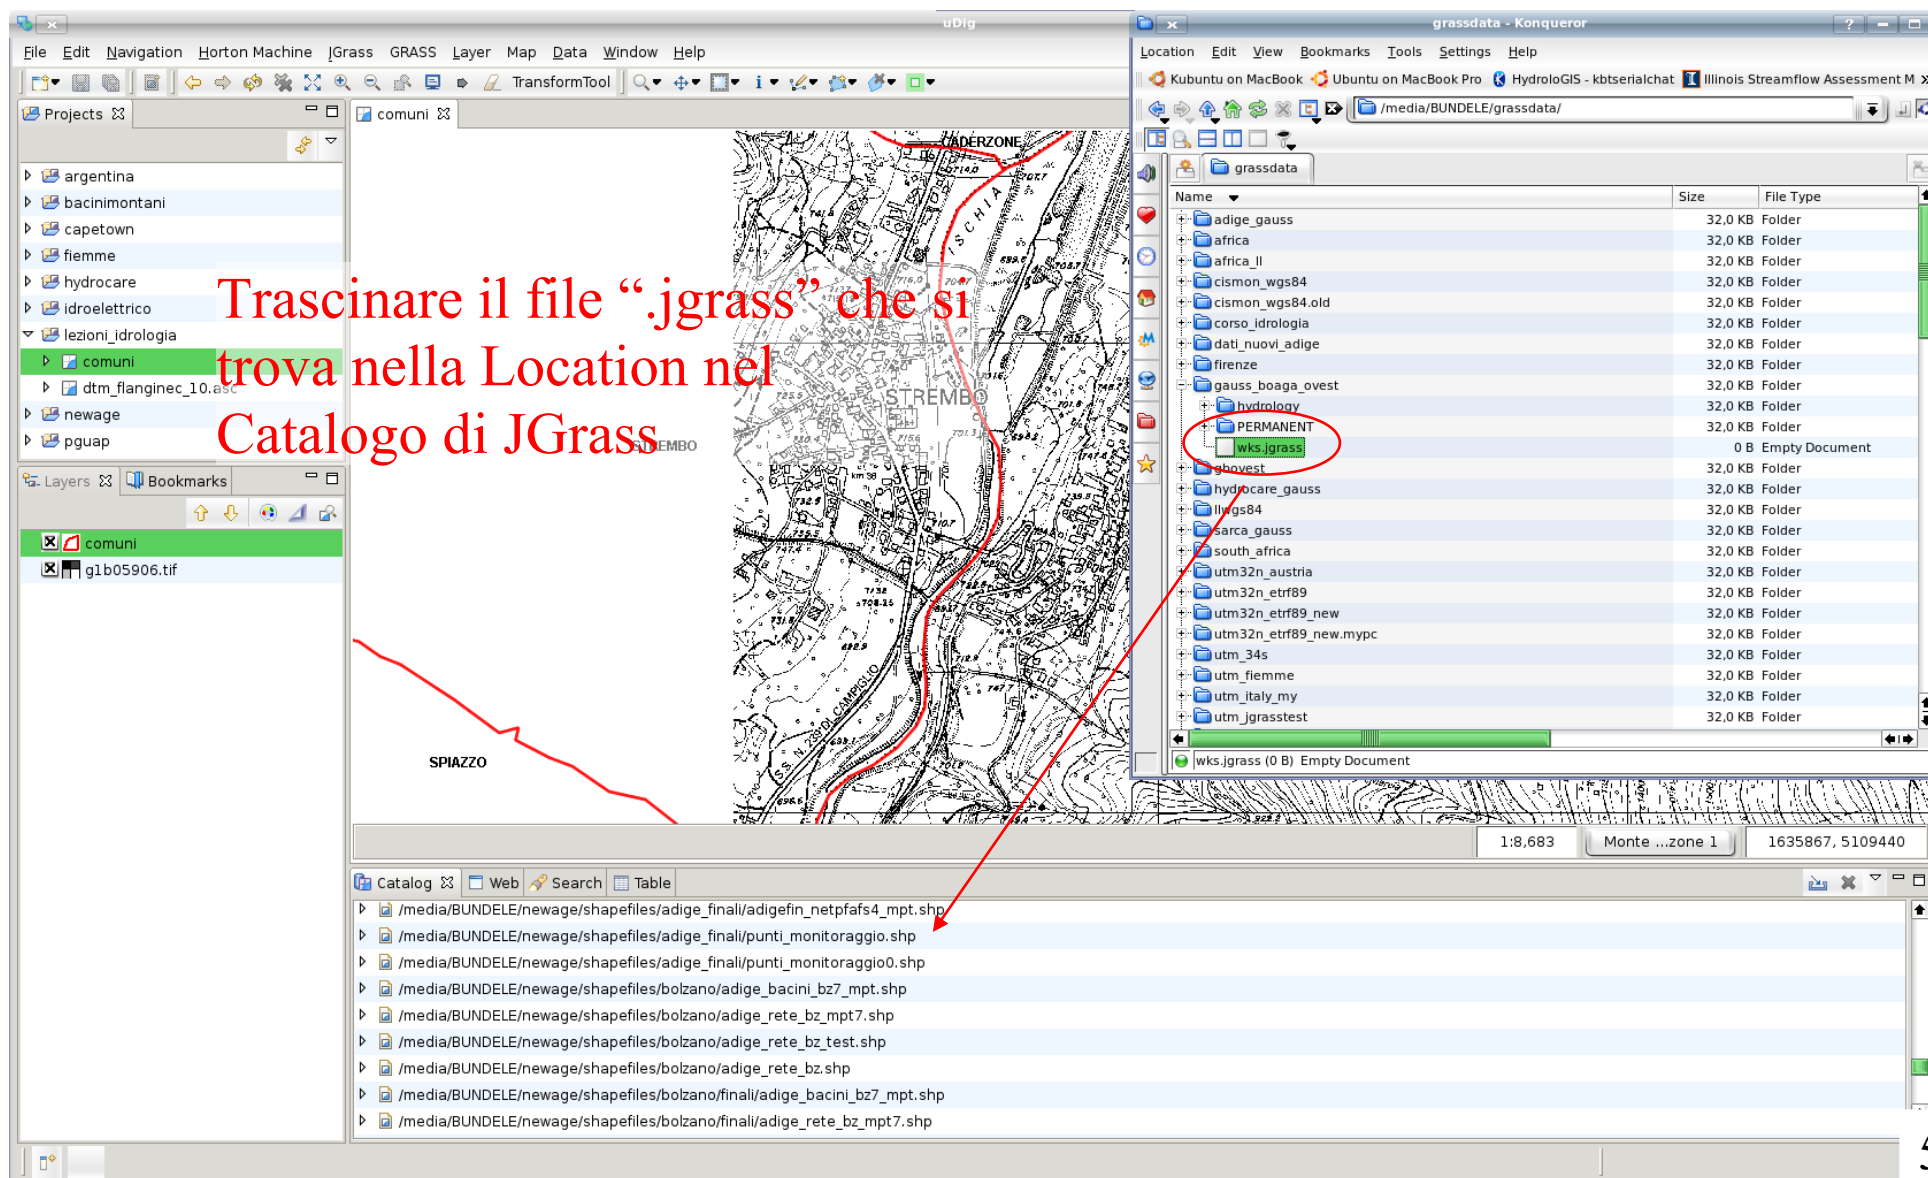 uDig
File Edit Navigation Horton Machine JGrass GRASS Layer Map Data Window Help
TransformTool
Projects
argentina
bacinimontani
capetown
fiemme
hydrocare
idroelettrico
lezioni_idrologia
comuni
dtm_flanginec_10.asc
newage
pguap
Layers Bookmarks
comuni
g1b05906.tif
comuni
Trascinare il file “.jgrass” che si
trova nella Location nel
Catalogo di JGrass
CADERZONE
ISCHIA
STREMBO
STREMBO
SPIAZZO
grassdata - Konqueror
Location Edit View Bookmarks Tools Settings Help
Kubuntu on MacBook Ubuntu on MacBook Pro HydroloGIS - kbtserialchat Illinois Streamflow Assessment M
/media/BUNDELE/grassdata/
grassdata
Name Size File Type
adige_gauss 32,0 KB Folder
africa 32,0 KB Folder
africa_ll 32,0 KB Folder
cismon_wgs84 32,0 KB Folder
cismon_wgs84.old 32,0 KB Folder
corso_idrologia 32,0 KB Folder
dati_nuovi_adige 32,0 KB Folder
firenze 32,0 KB Folder
gauss_boaga_ovest 32,0 KB Folder
hydrology 32,0 KB Folder
PERMANENT 32,0 KB Folder
wks.jgrass 0 B Empty Document
gbovest 32,0 KB Folder
hydrocare_gauss 32,0 KB Folder
llwgs84 32,0 KB Folder
sarca_gauss 32,0 KB Folder
south_africa 32,0 KB Folder
utm32n_austria 32,0 KB Folder
utm32n_etrf89 32,0 KB Folder
utm32n_etrf89_new 32,0 KB Folder
utm32n_etrf89_new.mypc 32,0 KB Folder
utm_34s 32,0 KB Folder
utm_fiemme 32,0 KB Folder
utm_italy_my 32,0 KB Folder
utm_jgrasstest 32,0 KB Folder
wks.jgrass (0 B) Empty Document
1:8,683 Monte ...zone 1 1635867, 5109440
Catalog Web Search Table
/media/BUNDELE/newage/shapefiles/adige_finali/adigefin_netpfafs4_mpt.shp
/media/BUNDELE/newage/shapefiles/adige_finali/punti_monitoraggio.shp
/media/BUNDELE/newage/shapefiles/adige_finali/punti_monitoraggio0.shp
/media/BUNDELE/newage/shapefiles/bolzano/adige_bacini_bz7_mpt.shp
/media/BUNDELE/newage/shapefiles/bolzano/adige_rete_bz_mpt7.shp
/media/BUNDELE/newage/shapefiles/bolzano/adige_rete_bz_test.shp
/media/BUNDELE/newage/shapefiles/bolzano/adige_rete_bz.shp
/media/BUNDELE/newage/shapefiles/bolzano/finali/adige_bacini_bz7_mpt.shp
/media/BUNDELE/newage/shapefiles/bolzano/finali/adige_rete_bz_mpt7.shp